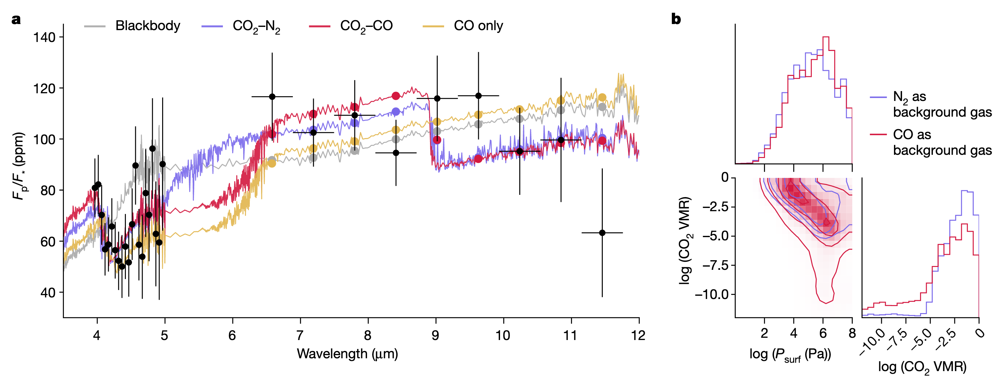 a
Blackbody CO₂–N₂ CO₂–CO CO only
140
120
100
80
60
40
Fₚ/F* (ppm)
4 5 6 7 8 9 10 11 12
Wavelength (μm)
b
N₂ as
background gas
CO as
background gas
0
−2.5
−5.0
−7.5
−10.0
log (CO₂ VMR)
2 4 6 8
log (Psurf (Pa))
−10.0 −7.5 −5.0 −2.5 0
log (CO₂ VMR)